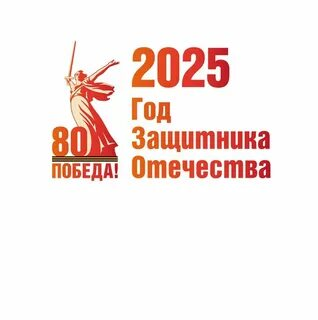 80
ПОБЕДА!
2025
Год
Защитника
Отечества